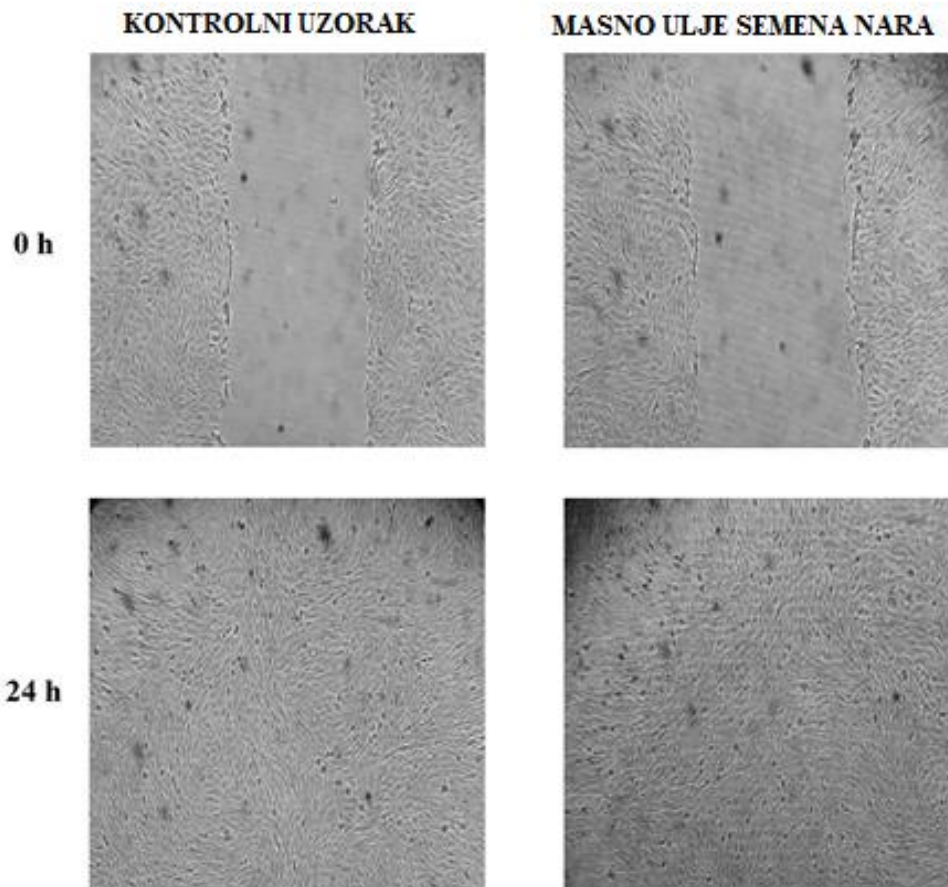 KONTROLNI UZORAK
MASNO ULJE SEMENA NARA
0 h
24 h